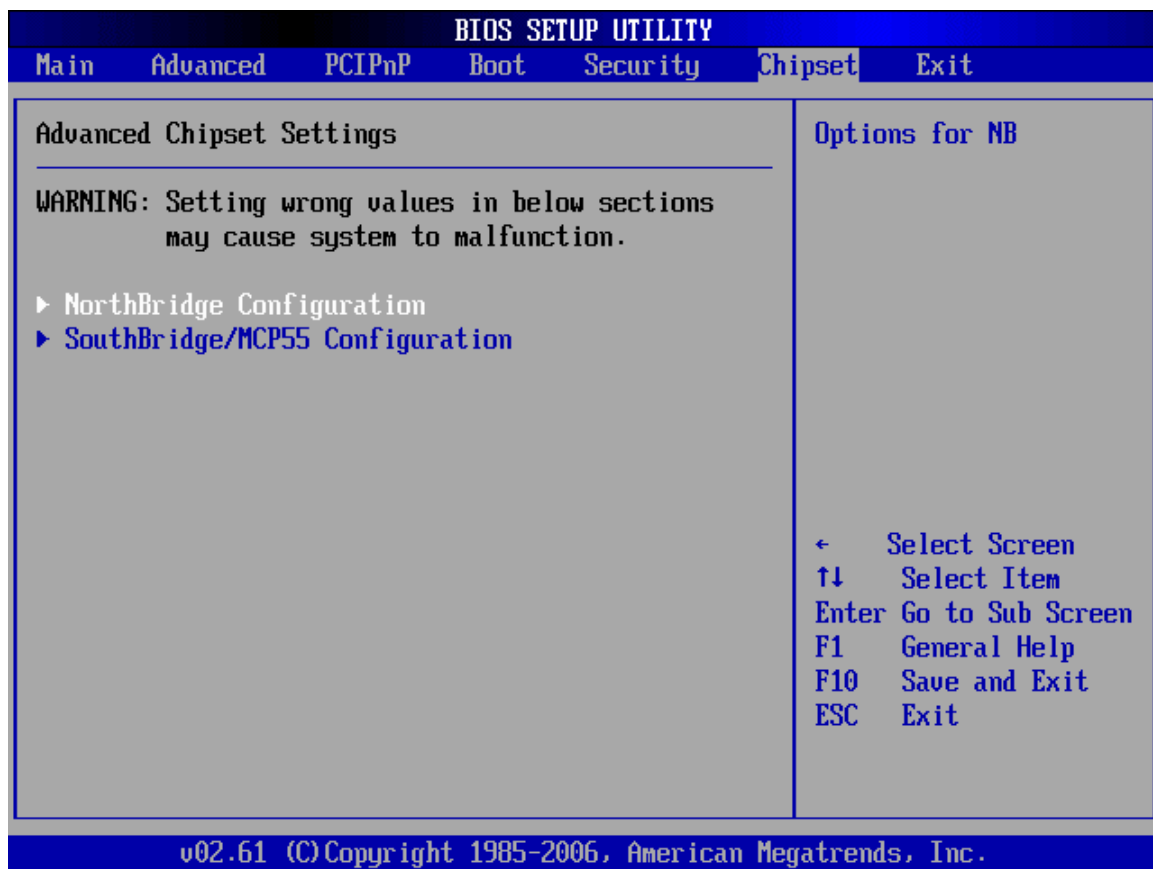 BIOS SETUP UTILITY
Main Advanced PCIPnP Boot Security Chipset Exit
Advanced Chipset Settings
WARNING: Setting wrong values in below sections
may cause system to malfunction.
▶ NorthBridge Configuration
▶ SouthBridge/MCP55 Configuration
Options for NB
← Select Screen
↑↓ Select Item
Enter Go to Sub Screen
F1 General Help
F10 Save and Exit
ESC Exit
v02.61 (C)Copyright 1985-2006, American Megatrends, Inc.